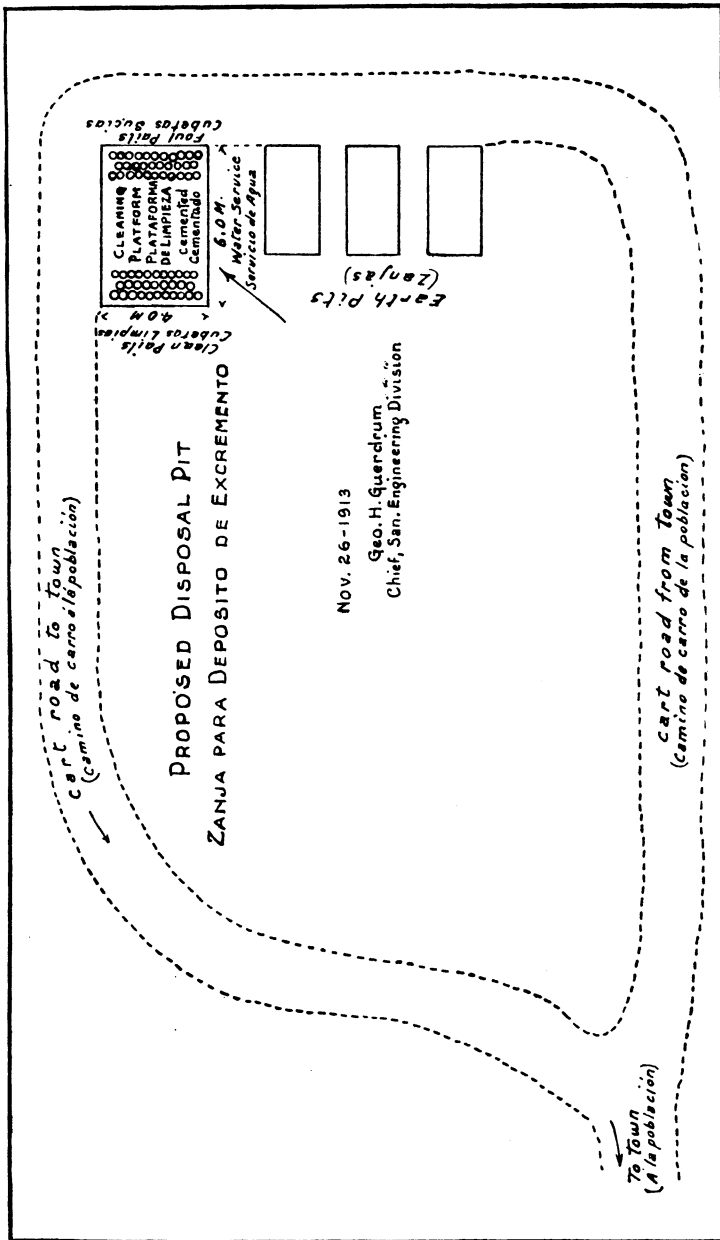 Foul Pails
Cuberas Sucias
CLEANING
PLATFORM
PLATAFORMA
DE LIMPIEZA
Cemented
Cementado
6.0 M.
Water Service
Servicio de Agua
4.0 M
Clean Pails
Cuberas Limpies
Earth Pits
(Zanjas)
cart road to town
(camino de carro á la población)
PROPOSED DISPOSAL PIT
ZANJA PARA DEPOSITO DE EXCREMENTO
Nov. 26-1913
Geo. H. Guerdrum
Chief, San. Engineering Division
cart road from town
(camino de carro de la población)
To town
(A la población)